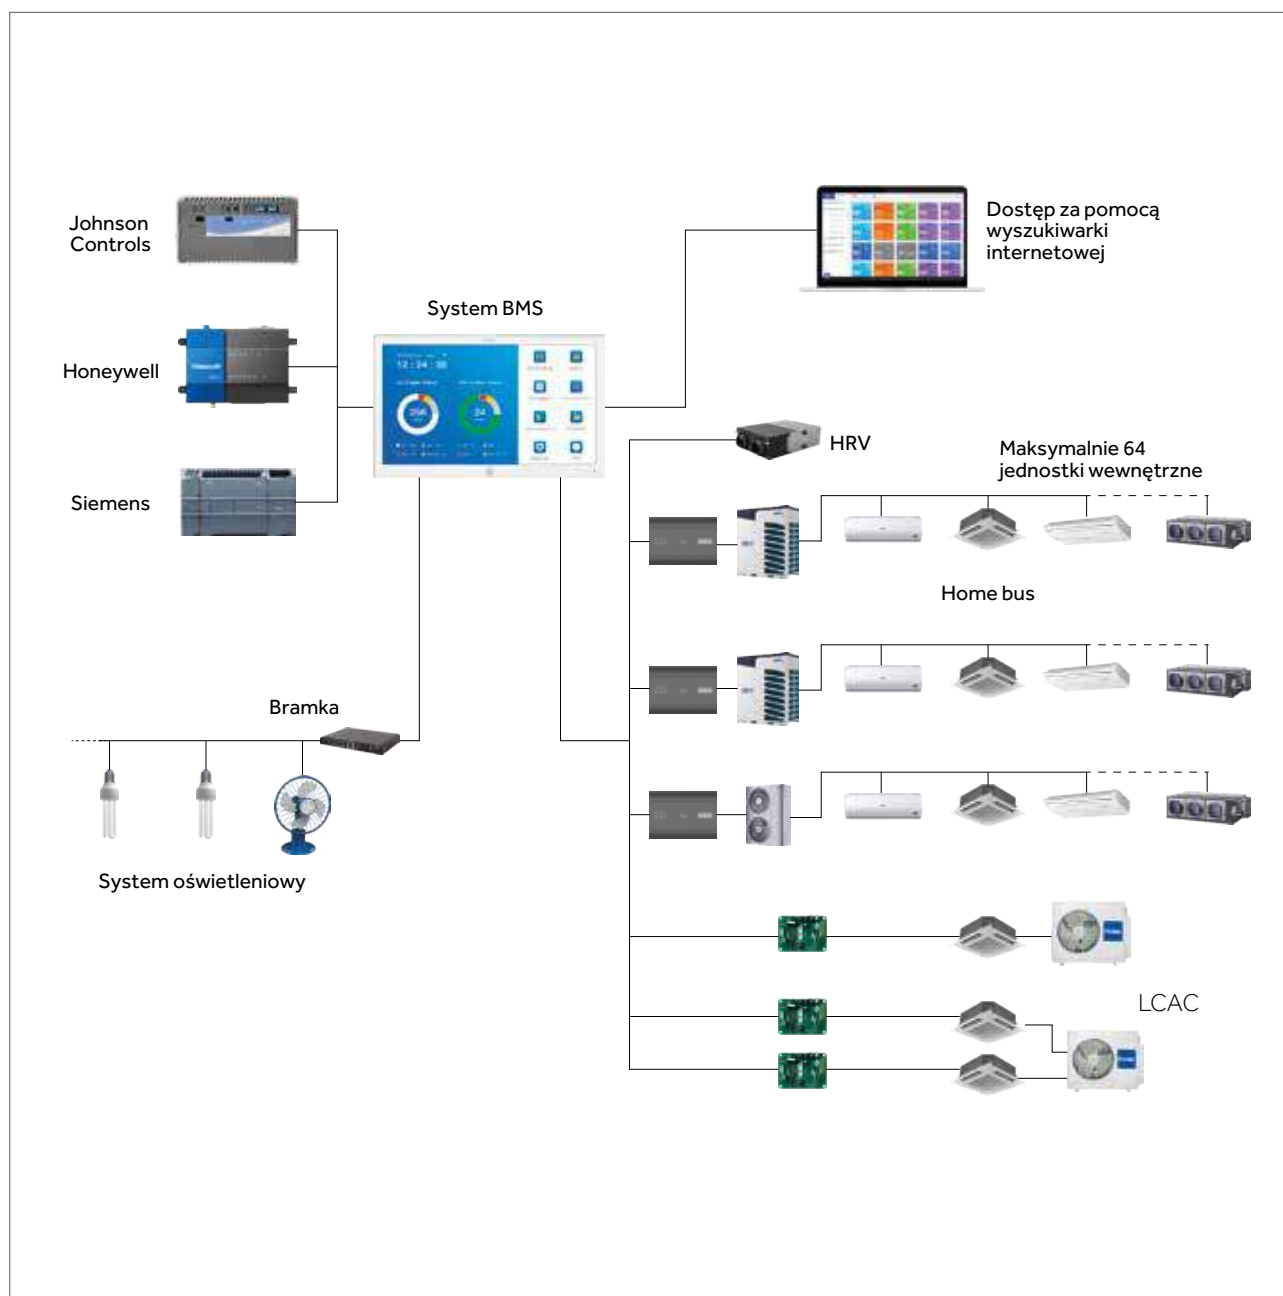 Johnson
Controls
Dostęp za pomocą
wyszukiwarki
internetowej
System BMS
Honeywell
HRV
Maksymalnie 64
jednostki wewnętrzne
Siemens
Home bus
Bramka
System oświetleniowy
LCAC